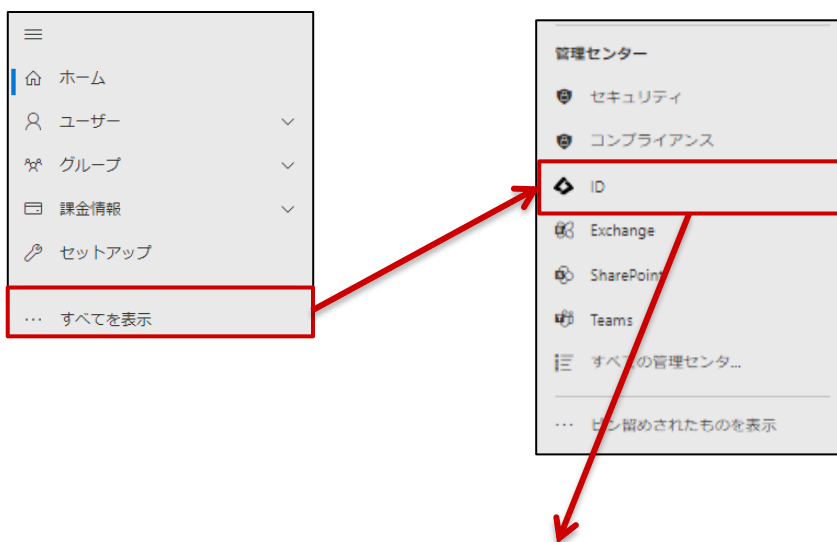 ホーム
ユーザー
グループ
課金情報
セットアップ
… すべてを表示
管理センター
セキュリティ
コンプライアンス
ID
Exchange
SharePoint
Teams
すべての管理センタ...
… ピン留めされたものを表示